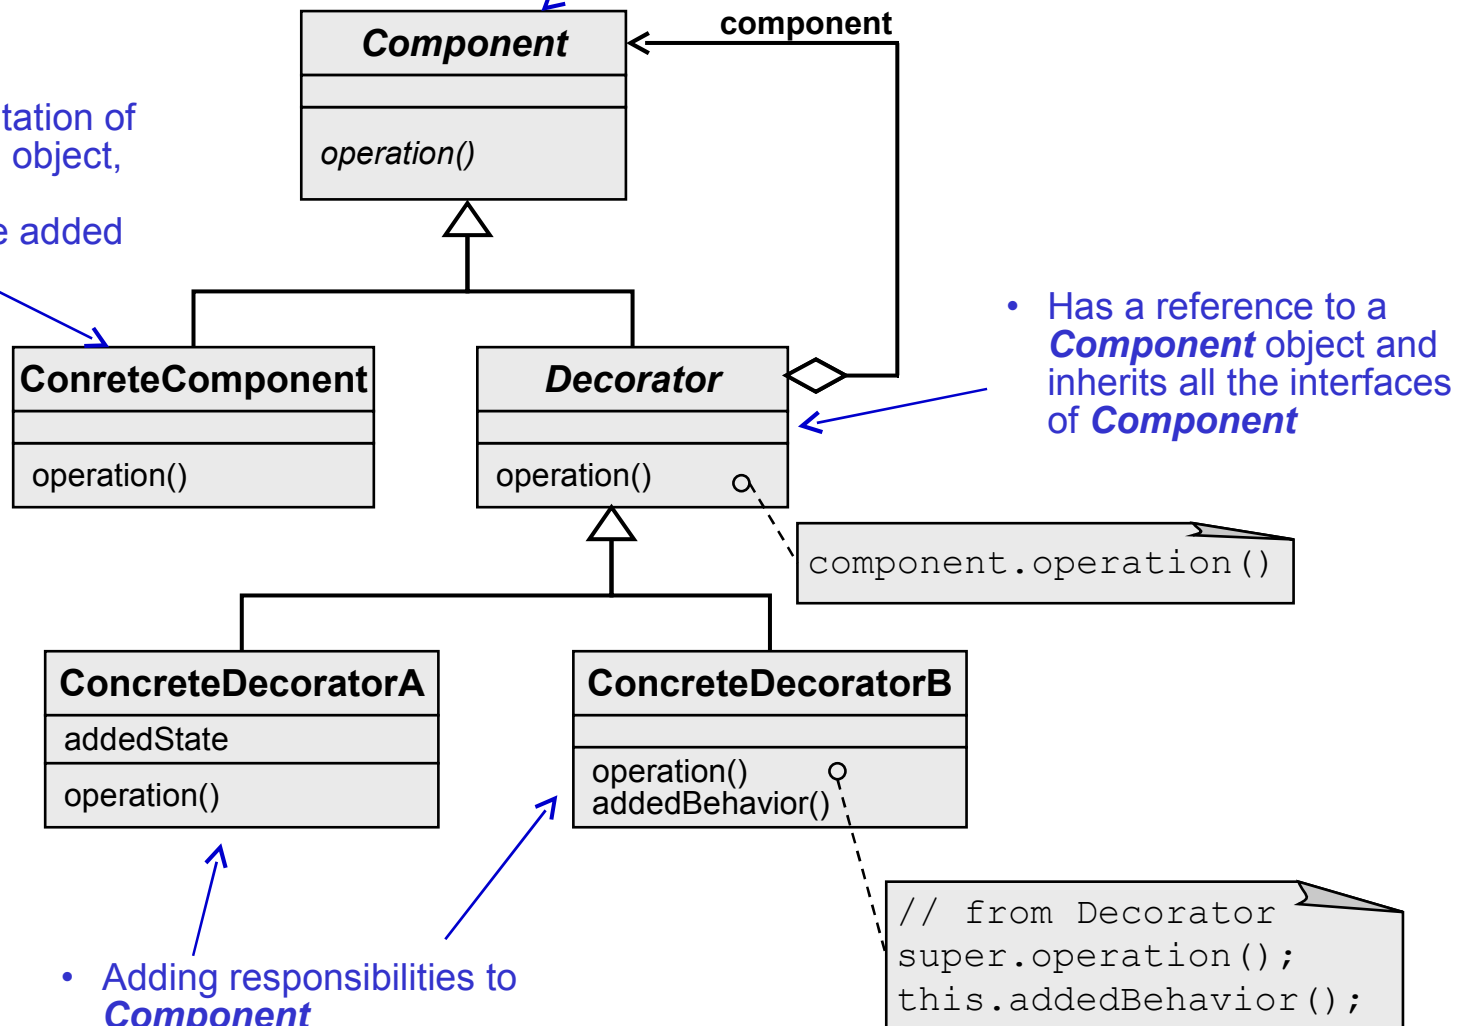 component
Component
operation()
tation of
object,
e added
ConreteComponent
operation()
Decorator
operation()
• Has a reference to a
Component object and
inherits all the interfaces
of Component
component.operation()
ConcreteDecoratorA
addedState
operation()
ConcreteDecoratorB
operation()
addedBehavior()
• Adding responsibilities to
Component
// from Decorator
super.operation();
this.addedBehavior();